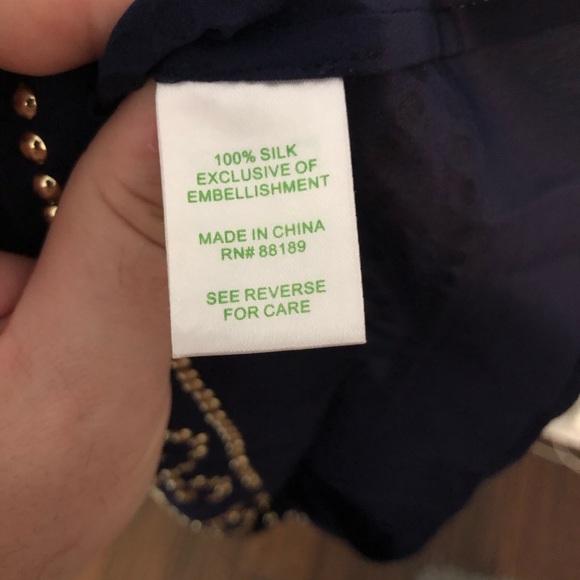 100% SILK
EXCLUSIVE OF
EMBELLISHMENT
MADE IN CHINA
RN# 88189
SEE REVERSE
FOR CARE